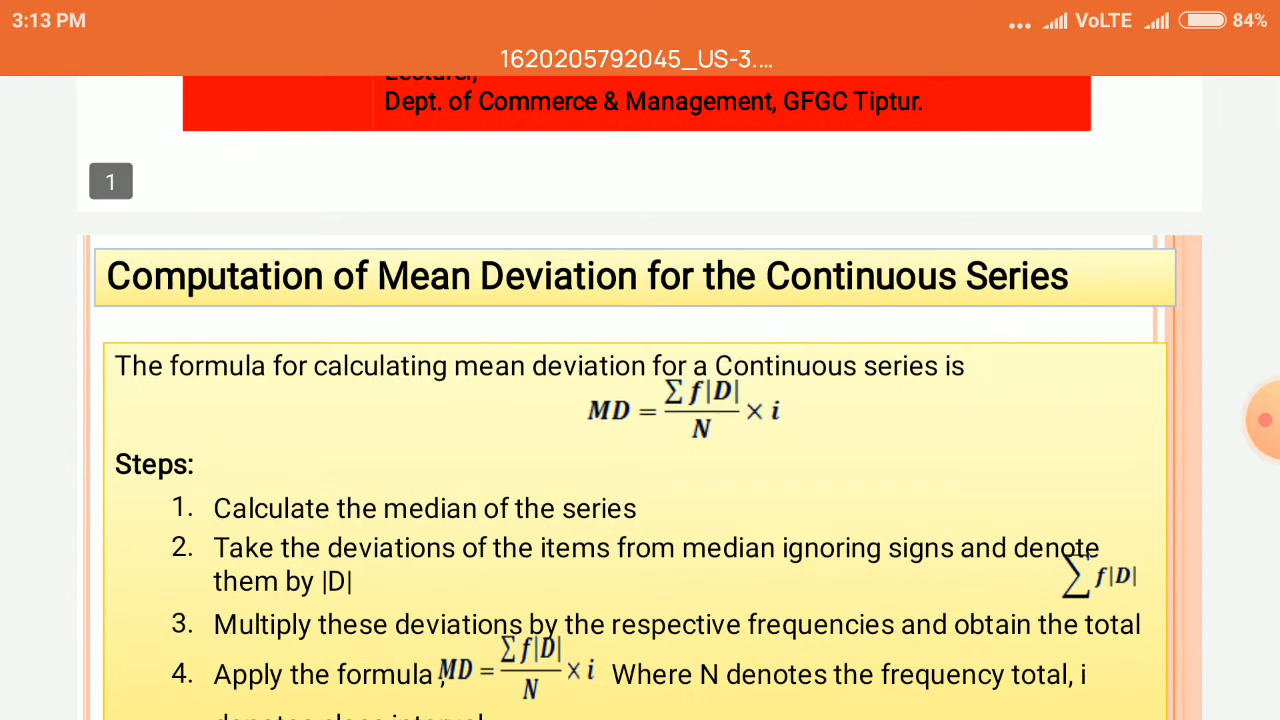 3:13 PM
... VoLTE 84%
1620205792045_US-3....
Lecturer,
Dept. of Commerce & Management, GFGC Tiptur.
1
Computation of Mean Deviation for the Continuous Series
The formula for calculating mean deviation for a Continuous series is
MD = ∑ f|D| / N × i
Steps:
1. Calculate the median of the series
2. Take the deviations of the items from median ignoring signs and denote
them by |D|
∑ f|D|
3. Multiply these deviations by the respective frequencies and obtain the total
4. Apply the formula, MD = ∑ f|D| / N × i Where N denotes the frequency total, i
denotes class interval